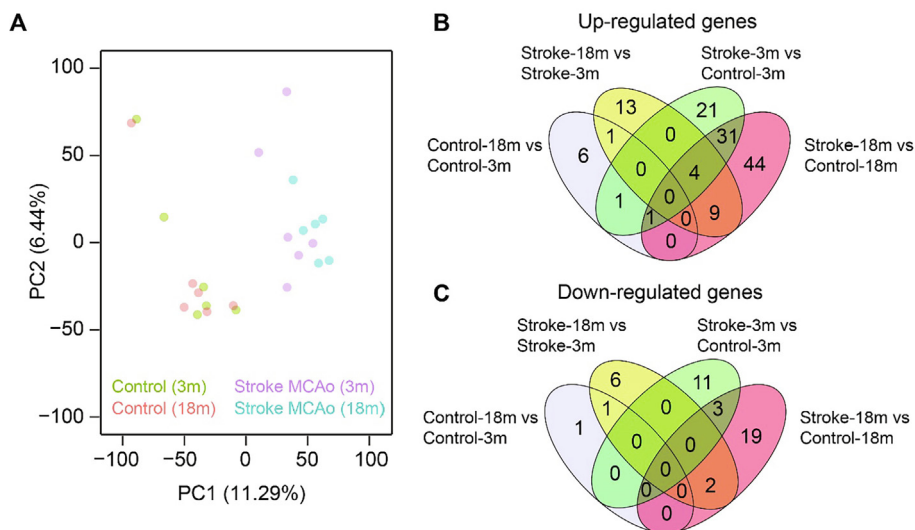 A
100
50
0
−50
−100
PC2 (6.44%)
Control (3m) Stroke MCAo (3m)
Control (18m) Stroke MCAo (18m)
−100 −50 0 50 100
PC1 (11.29%)
B
Up-regulated genes
Stroke-18m vs
Stroke-3m
Stroke-3m vs
Control-3m
Control-18m vs
Control-3m
Stroke-18m vs
Control-18m
13 21
1 0 31
6 0 4 44
1 0 9
1 0
0
C
Down-regulated genes
Stroke-18m vs
Stroke-3m
Stroke-3m vs
Control-3m
Control-18m vs
Control-3m
Stroke-18m vs
Control-18m
6 11
1 0 3
1 0 0 19
0 0 2
0 0
0